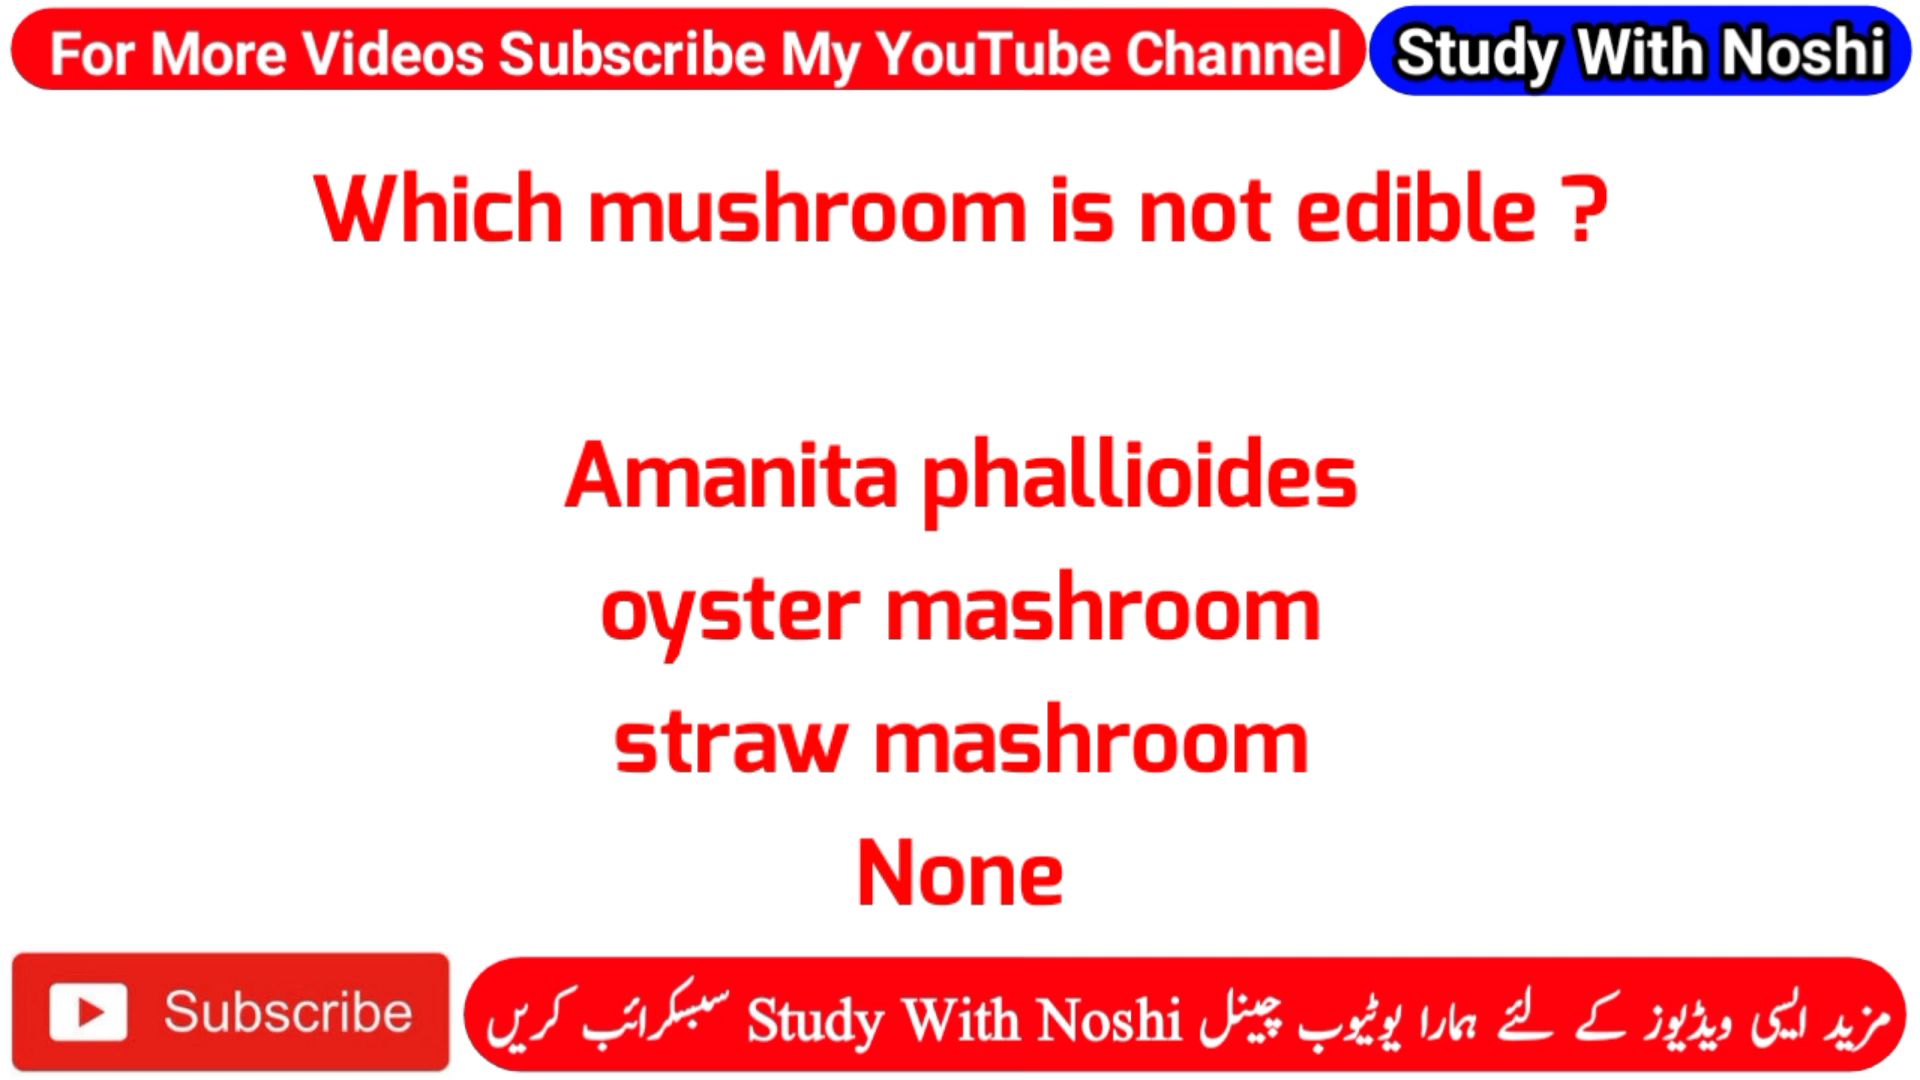 For More Videos Subscribe My YouTube Channel
Study With Noshi
Which mushroom is not edible ?
Amanita phallioides
oyster mashroom
straw mashroom
None
Subscribe
مزید ایسی ویڈیوز کے لئے ہمارا یوٹیوب چینل Study With Noshi سبسکرائب کریں